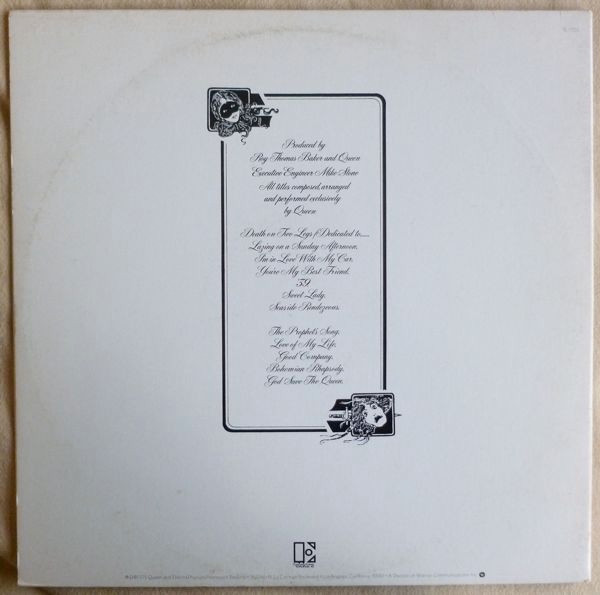 Produced by
Roy Thomas Baker and Queen
Executive Engineer Mike Stone
All titles composed, arranged
and performed exclusively
by Queen
Death on Two Legs (Dedicated to......
Lazing on a Sunday Afternoon.
I'm in Love With My Car.
You're My Best Friend.
39
Sweet Lady.
Seaside Rendezvous.
The Prophet's Song.
Love of My Life.
Good Company.
Bohemian Rhapsody.
God Save The Queen.